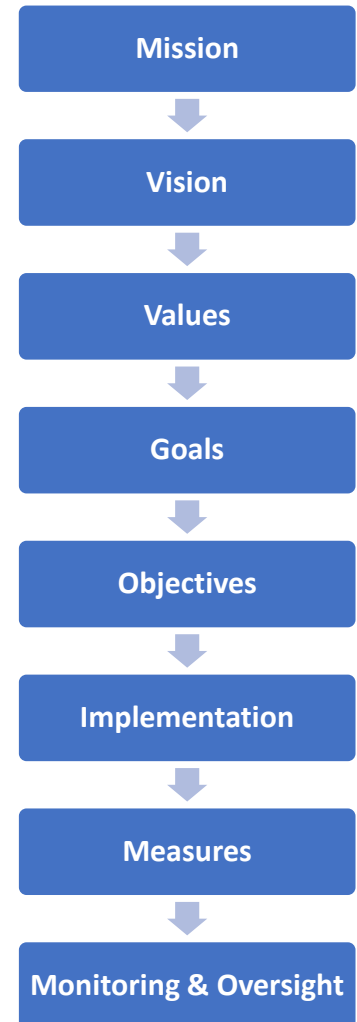 Mission
Vision
Values
Goals
Objectives
Implementation
Measures
Monitoring & Oversight